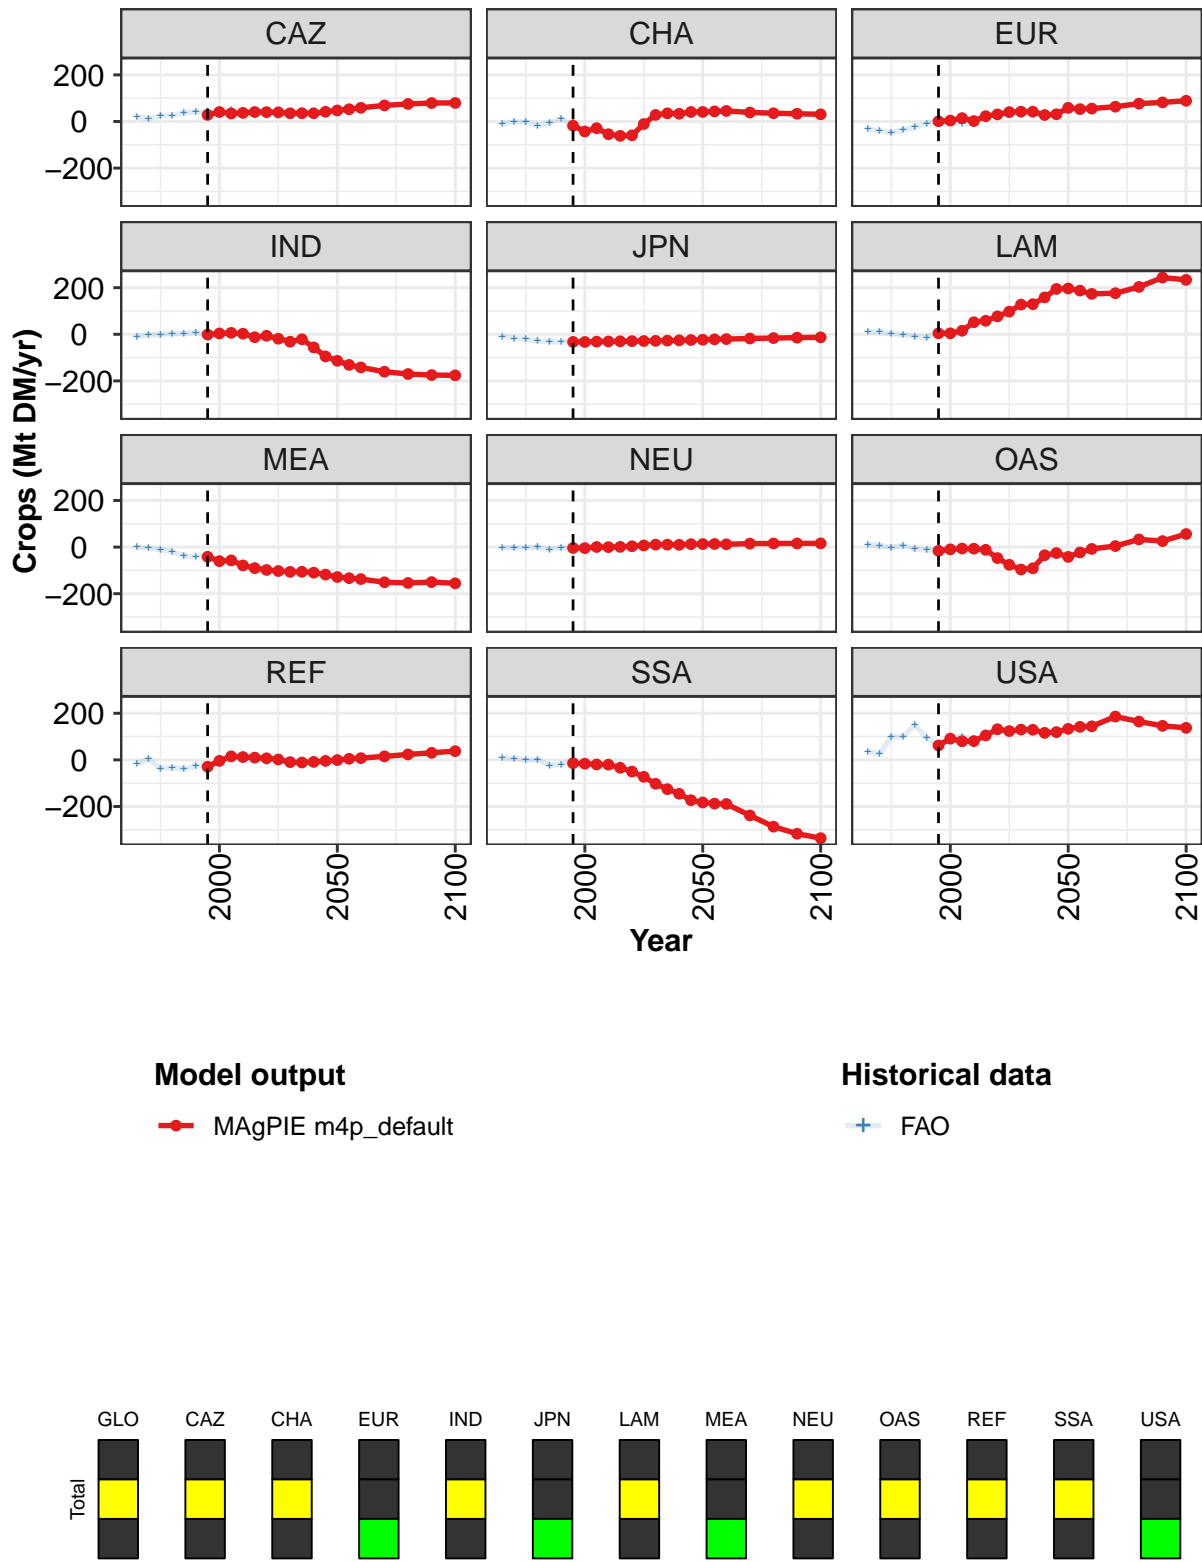 CAZ CHA EUR
200
0
−200
IND JPN LAM
200
0
−200
MEA NEU OAS
200
0
−200
REF SSA USA
200
0
−200
Crops (Mt DM/yr)
2000 2050 2100 2000 2050 2100 2000 2050 2100
Year
Model output Historical data
MAgPIE m4p_default FAO
GLO CAZ CHA EUR IND JPN LAM MEA NEU OAS REF SSA USA
Total